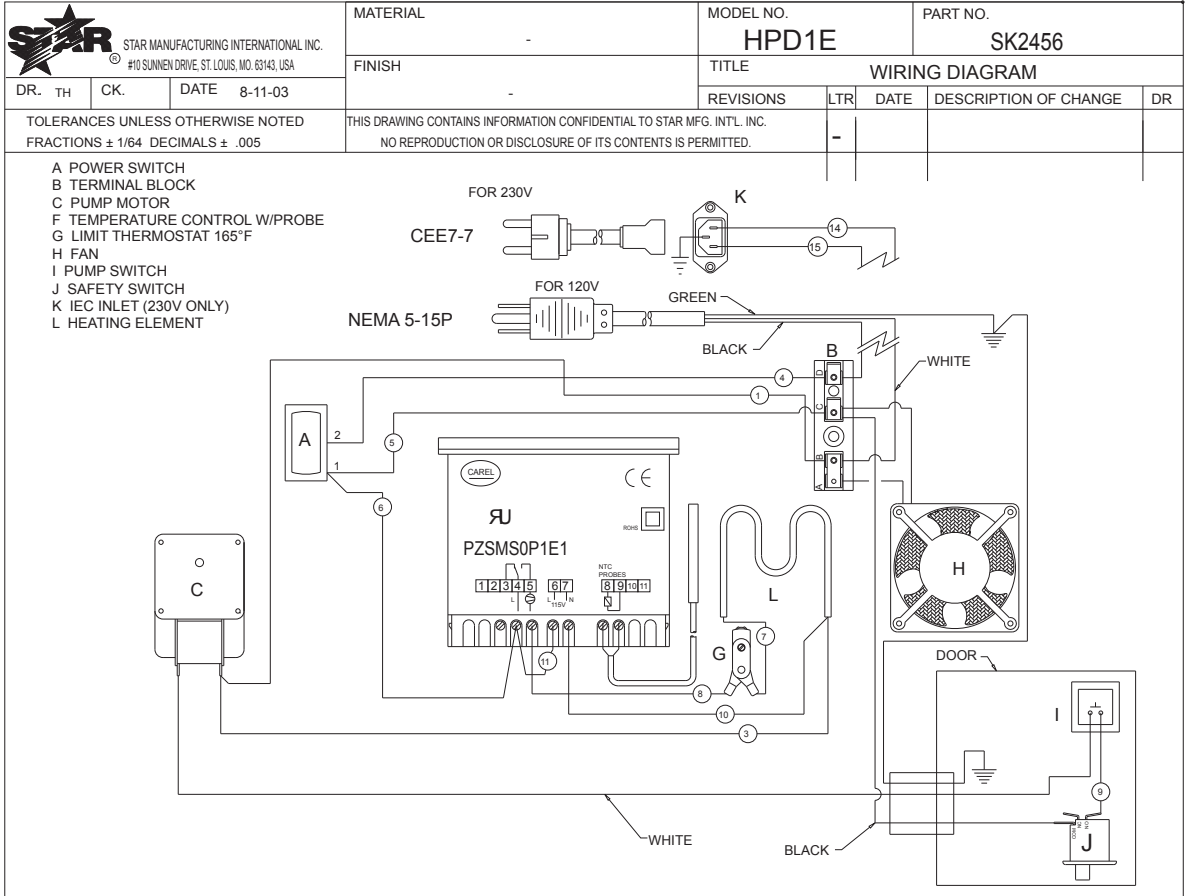 STAR
®
STAR MANUFACTURING INTERNATIONAL INC.
#10 SUNNEN DRIVE, ST. LOUIS, MO. 63143, USA
DR. TH
CK.
DATE 8-11-03
MATERIAL
-
FINISH
-
MODEL NO.
HPD1E
PART NO.
SK2456
TITLE
WIRING DIAGRAM
REVISIONS
LTR
DATE
DESCRIPTION OF CHANGE
DR
-
TOLERANCES UNLESS OTHERWISE NOTED
FRACTIONS ± 1/64 DECIMALS ± .005
THIS DRAWING CONTAINS INFORMATION CONFIDENTIAL TO STAR MFG. INT'L. INC.
NO REPRODUCTION OR DISCLOSURE OF ITS CONTENTS IS PERMITTED.
A POWER SWITCH
B TERMINAL BLOCK
C PUMP MOTOR
F TEMPERATURE CONTROL W/PROBE
G LIMIT THERMOSTAT 165°F
H FAN
I PUMP SWITCH
J SAFETY SWITCH
K IEC INLET (230V ONLY)
L HEATING ELEMENT
FOR 230V
CEE7-7
K
14
15
FOR 120V
NEMA 5-15P
GREEN
BLACK
WHITE
B
D
C
B
A
4
1
5
6
A
2
1
CAREL
CE
ROHS
PZSMS0P1E1
NTC
PROBES
1 2 3 4 5
6 7
8 9 10 11
L
L N
115V
11
C
L
G
7
8
10
3
H
DOOR
I
9
COM
NC
NO
J
WHITE
BLACK